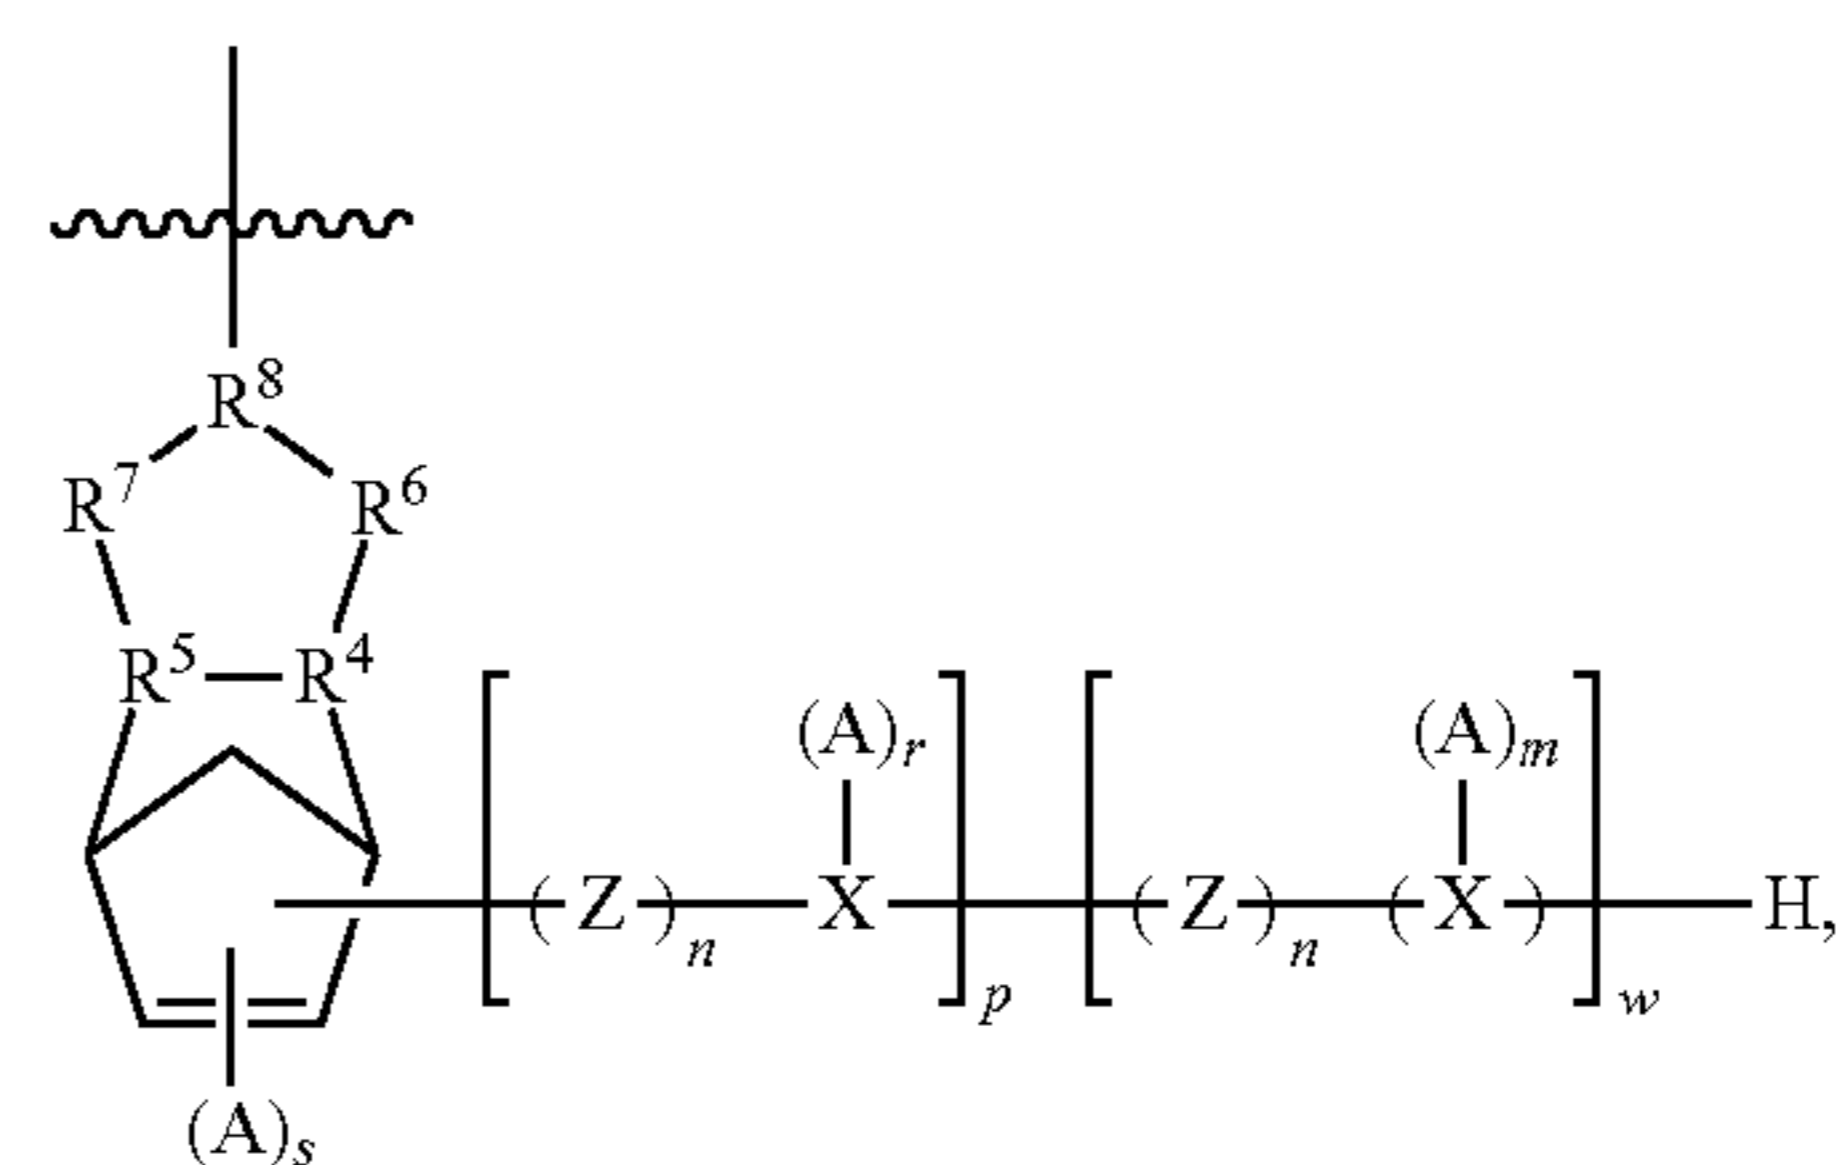 R⁸
R⁷ R⁶
R⁵ R⁴
(A)r (A)m
( Z )n X p ( Z )n ( X ) w H,
(A)s